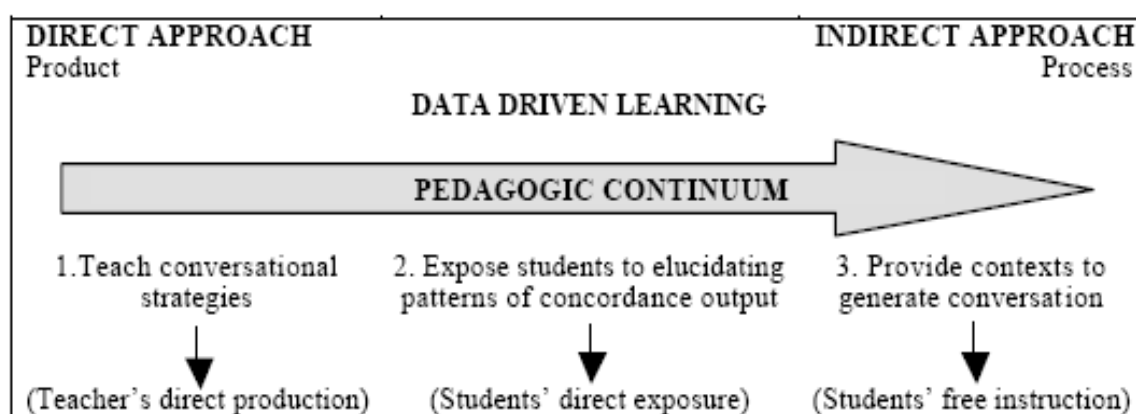 DIRECT APPROACH
Product
INDIRECT APPROACH
Process
DATA DRIVEN LEARNING
PEDAGOGIC CONTINUUM
1.Teach conversational
strategies
2. Expose students to elucidating
patterns of concordance output
3. Provide contexts to
generate conversation
(Teacher's direct production)
(Students' direct exposure)
(Students' free instruction)